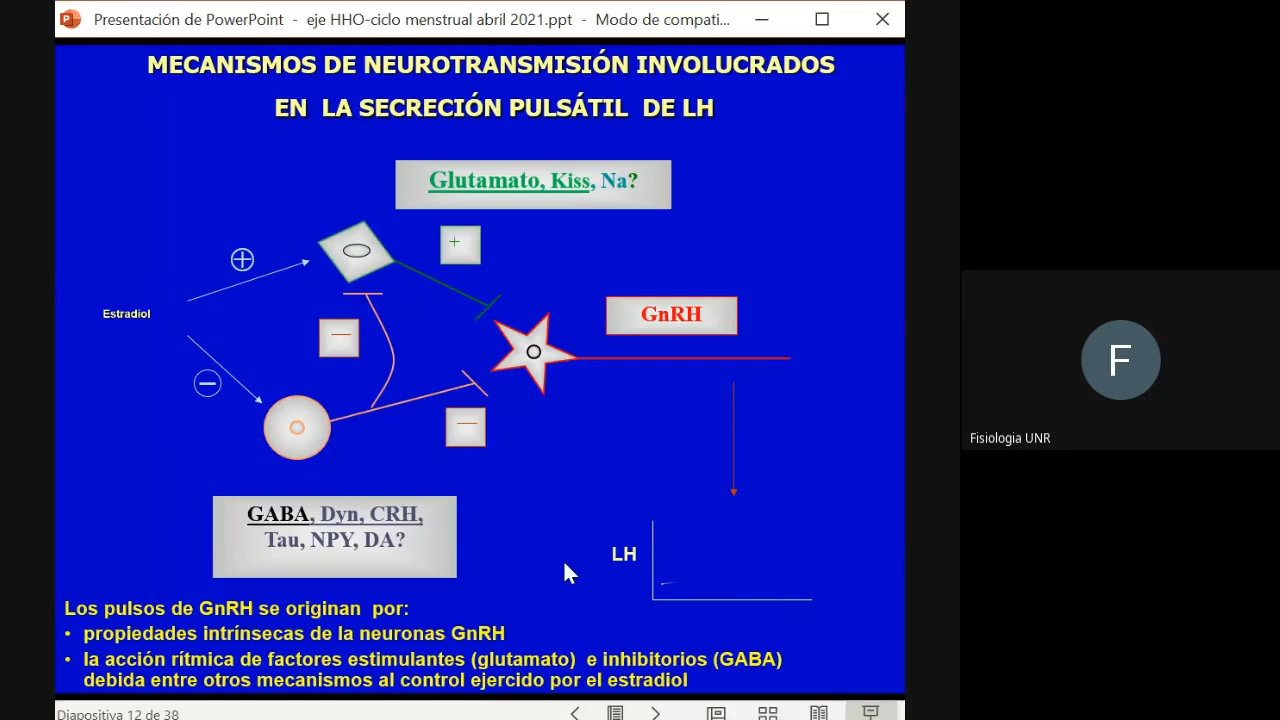 Presentación de PowerPoint - eje HHO-ciclo menstrual abril 2021.ppt - Modo de compati...
MECANISMOS DE NEUROTRANSMISIÓN INVOLUCRADOS
EN LA SECRECIÓN PULSÁTIL DE LH
Glutamato, Kiss, Na?
+
Estradiol
GnRH
F
Fisiologia UNR
GABA, Dyn, CRH,
Tau, NPY, DA?
LH
Los pulsos de GnRH se originan por:
• propiedades intrínsecas de la neuronas GnRH
• la acción rítmica de factores estimulantes (glutamato) e inhibitorios (GABA)
debida entre otros mecanismos al control ejercido por el estradiol
Diapositiva 12 de 38